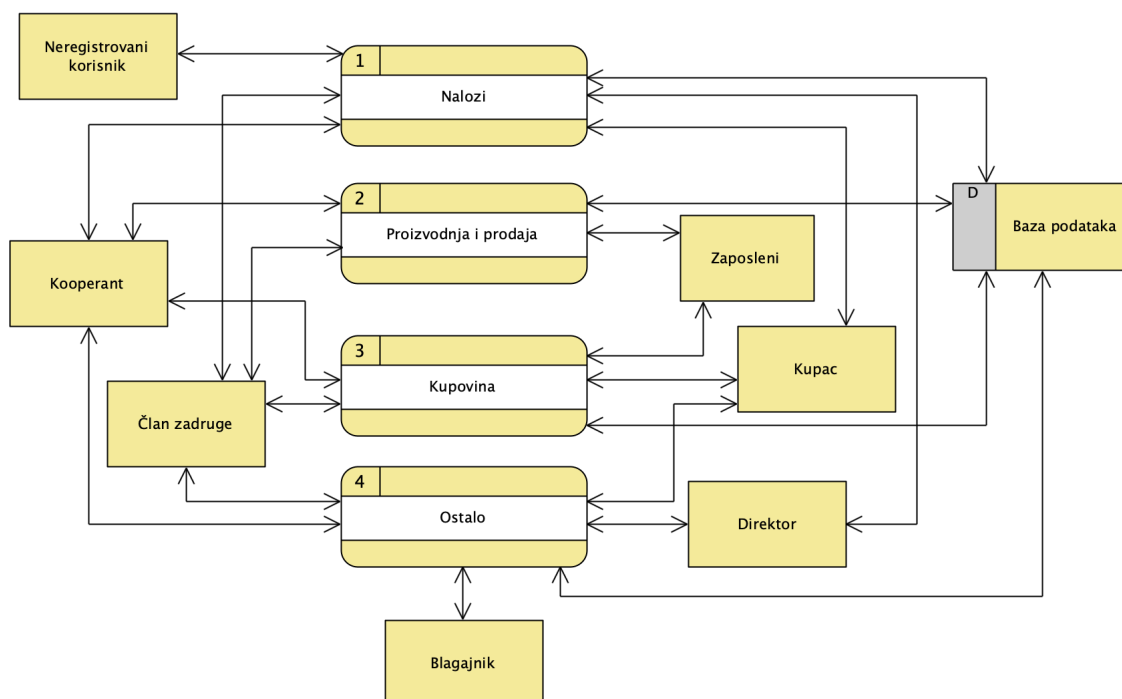 Neregistrovani
korisnik
1
Nalozi
2
Proizvodnja i prodaja
D
Baza podataka
Zaposleni
Kooperant
3
Kupovina
Kupac
Član zadruge
4
Ostalo
Direktor
Blagajnik